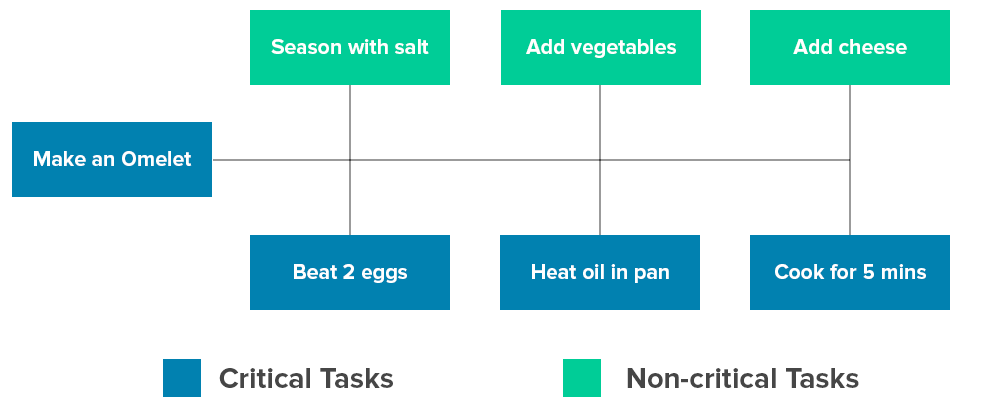 Season with salt
Add vegetables
Add cheese
Make an Omelet
Beat 2 eggs
Heat oil in pan
Cook for 5 mins
Critical Tasks
Non-critical Tasks